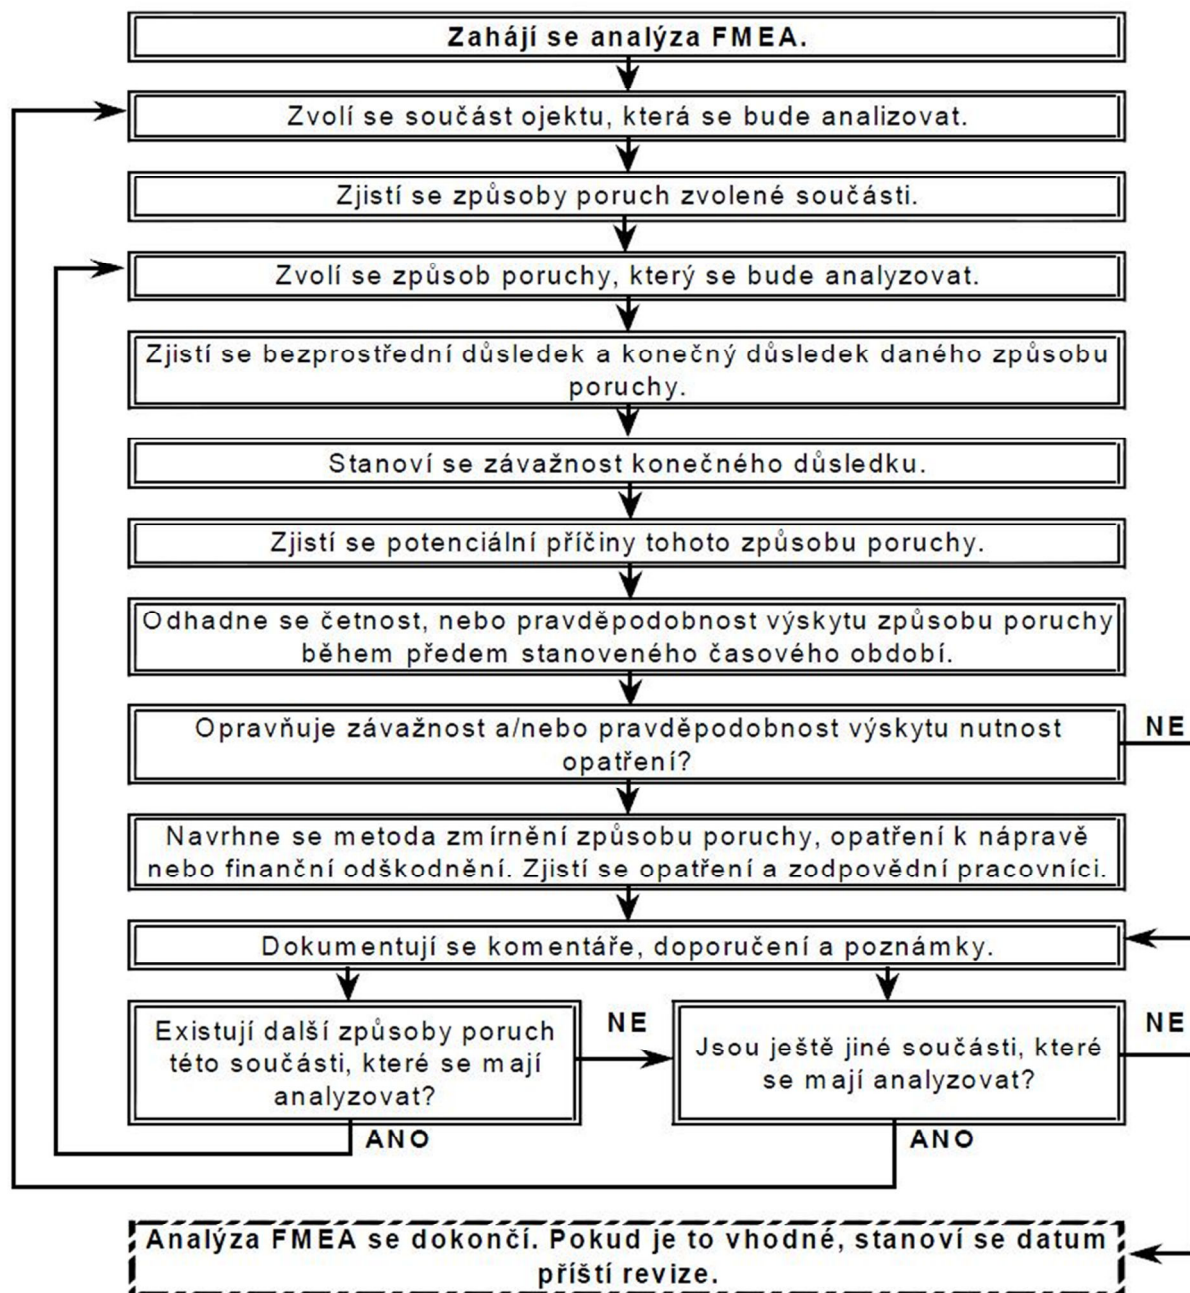 Zahájí se analýza FMEA.
Zvolí se součást ojektu, která se bude analizovat.
Zjistí se způsoby poruch zvolené součásti.
Zvolí se způsob poruchy, který se bude analyzovat.
Zjistí se bezprostřední důsledek a konečný důsledek daného způsobu
poruchy.
Stanoví se závažnost konečného důsledku.
Zjistí se potenciální příčiny tohoto způsobu poruchy.
Odhadne se četnost, nebo pravděpodobnost výskytu způsobu poruchy
během předem stanoveného časového období.
Opravňuje závažnost a/nebo pravděpodobnost výskytu nutnost
opatření?
NE
Navrhne se metoda zmírnění způsobu poruchy, opatření k nápravě
nebo finanční odškodnění. Zjistí se opatření a zodpovědní pracovníci.
Dokumentují se komentáře, doporučení a poznámky.
Existují další způsoby poruch
této součásti, které se mají
analyzovat?
NE
Jsou ještě jiné součásti, které
se mají analyzovat?
NE
ANO
ANO
Analýza FMEA se dokončí. Pokud je to vhodné, stanoví se datum
příští revize.